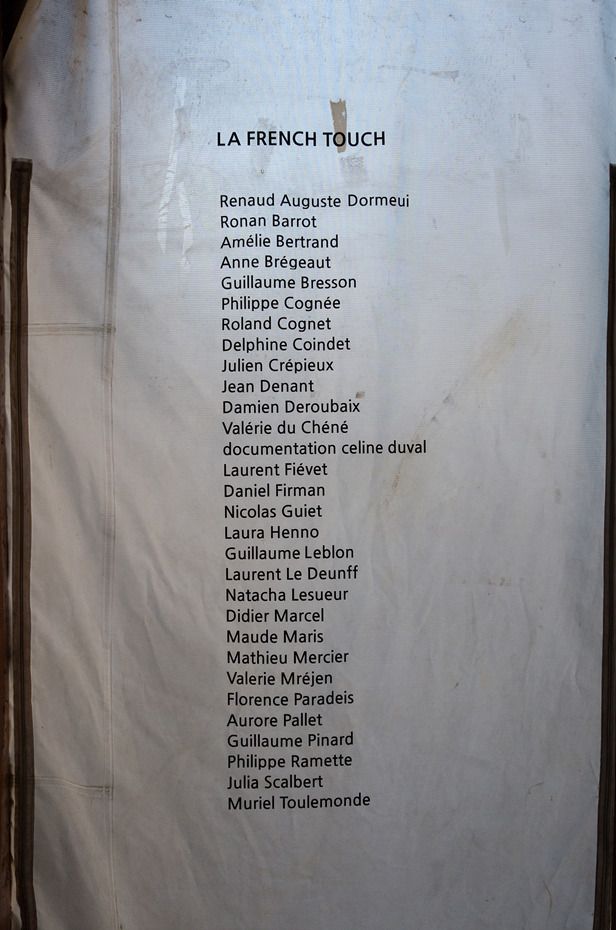 LA FRENCH TOUCH
Renaud Auguste Dormeui
Ronan Barrot
Amélie Bertrand
Anne Brégeaut
Guillaume Bresson
Philippe Cognée
Roland Cognet
Delphine Coindet
Julien Crépieux
Jean Denant
Damien Deroubaix
Valérie du Chéné
documentation celine duval
Laurent Fiévet
Daniel Firman
Nicolas Guiet
Laura Henno
Guillaume Leblon
Laurent Le Deunff
Natacha Lesueur
Didier Marcel
Maude Maris
Mathieu Mercier
Valerie Mréjen
Florence Paradeis
Aurore Pallet
Guillaume Pinard
Philippe Ramette
Julia Scalbert
Muriel Toulemonde